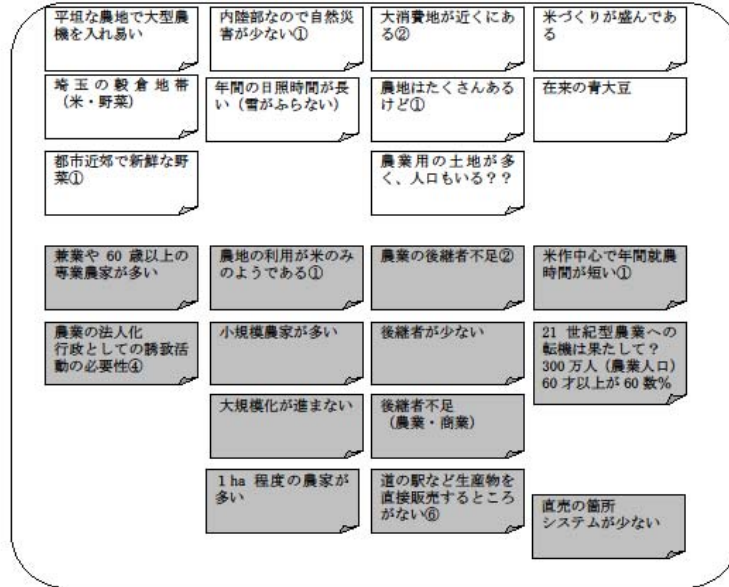 平坦な農地で大型農
機を入れ易い
内陸部なので自然災
害が少ない①
大消費地が近くにあ
る②
米づくりが盛んであ
る
埼玉の穀倉地帯
(米・野菜)
年間の日照時間が長
い(雪がふらない)
農地はたくさんある
けど①
在来の青大豆
都市近郊で新鮮な野
菜①
農業用の土地が多
く、人口もいる??
兼業や 60 歳以上の
専業農家が多い
農地の利用が米のみ
のようである①
農業の後継者不足②
米作中心で年間就農
時間が短い①
農業の法人化
行政としての誘致活
動の必要性④
小規模農家が多い
後継者が少ない
21 世紀型農業への
転機は果たして?
300 万人(農業人口)
60 才以上が 60 数%
大規模化が進まない
後継者不足
(農業・商業)
1ha 程度の農家が
多い
道の駅など生産物を
直接販売するところ
がない⑥
直売の箇所
システムが少ない